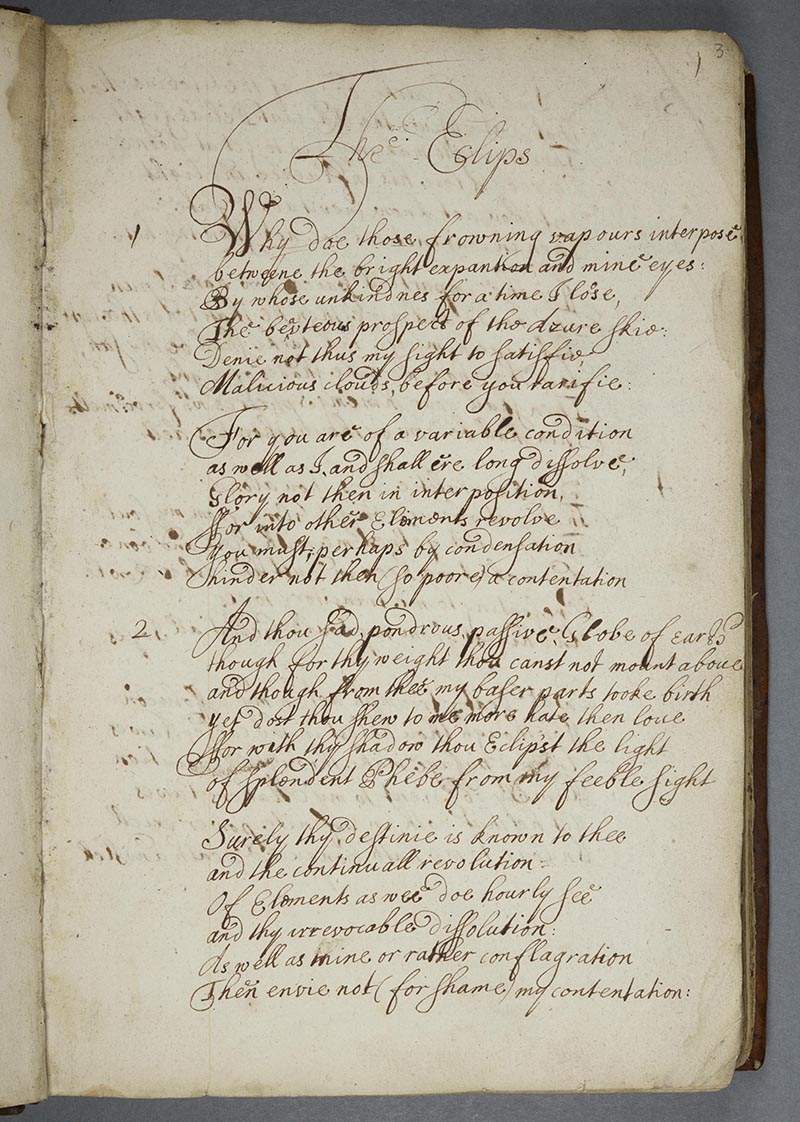 3
1
The Eclips
1
Why doe those frowning vapours interpose
betweene the bright expantion and mine eyes:
By whose unkindnes for a time I lose,
The bevteous prospect of the Azure skie:
Denie not thus my sight to satisfie
Malicious clouds, before you rarifie:
For you are of a variable condition
as well as I, and shall ere long dissolve,
Glory not then in interposition,
ffor into other Elements revolve
you must, perhaps by condensation
hinder not then (so poore) a contentation
2
And thou sad, pondrous, passive, Globe of earth
though for thy weight thou canst not mount above
and though from thee my baser parts tooke birth
yet dost thou shew to me more hate then love
ffor with thy shadow thou Eclip'st the light
of splendent Phebe from my feeble sight
Surely thy destinie is known to thee
and the continuall revolution:
Of Elements as wee doe hourly see
and thy irrevocable dissolution:
As well as mine or rather conflagration
Then envie not (for shame) my contentation: